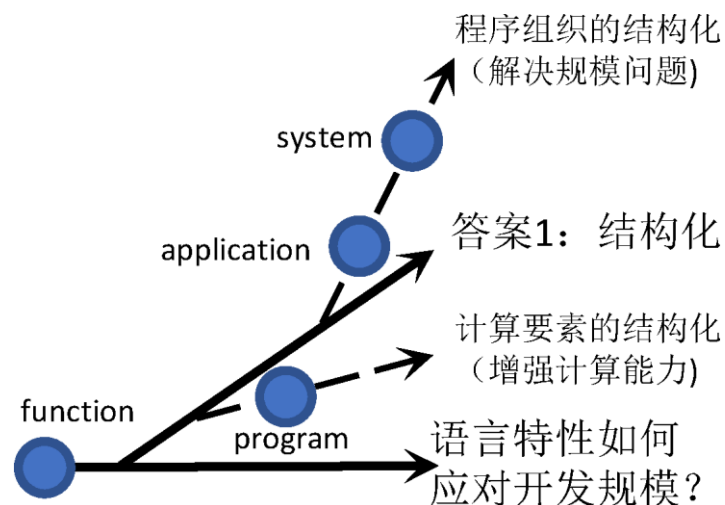 程序组织的结构化
（解决规模问题)
system
答案1：结构化
application
计算要素的结构化
（增强计算能力)
function
program
语言特性如何
应对开发规模？